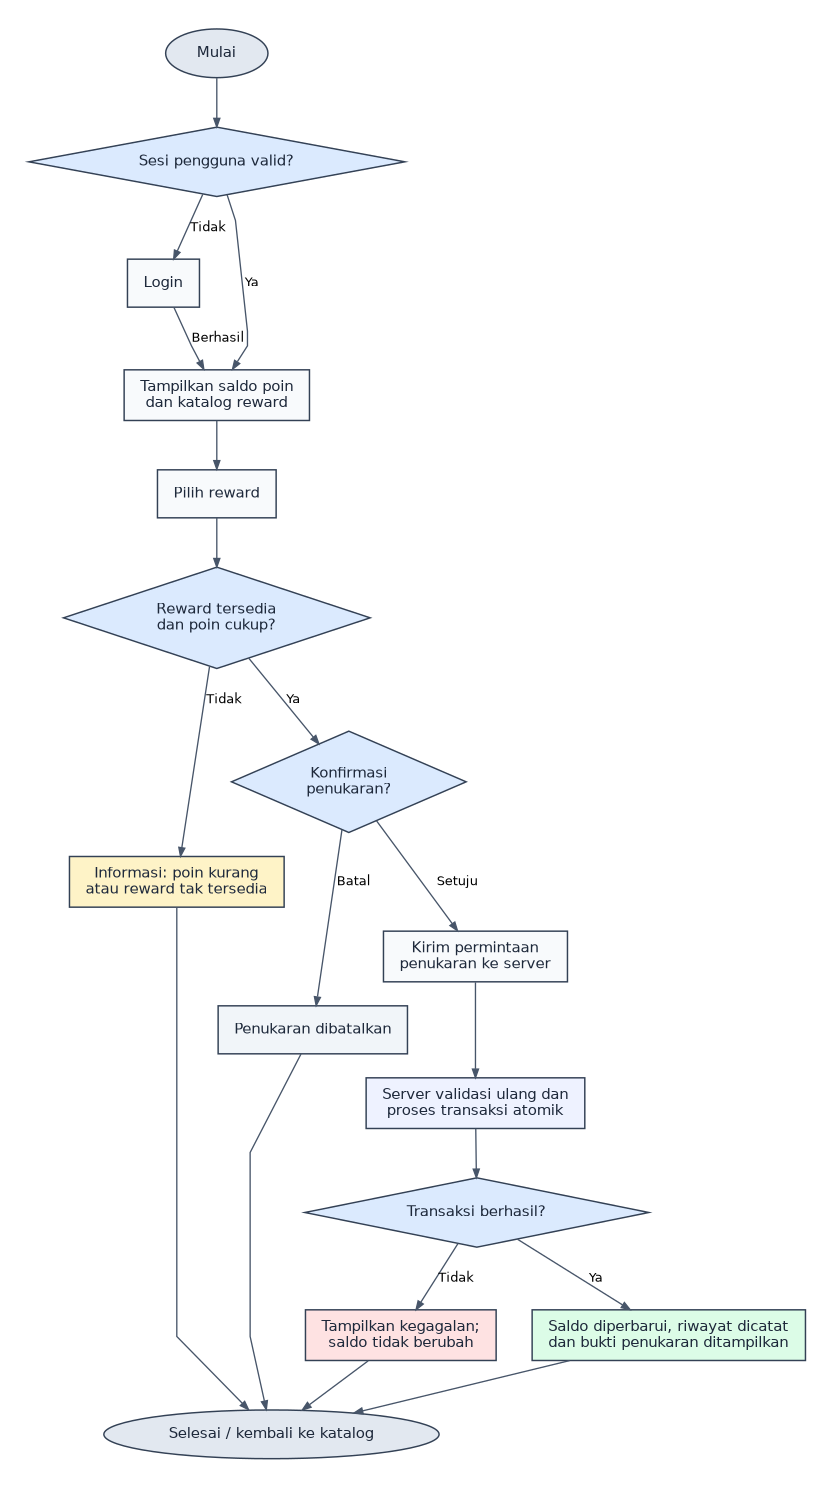 Mulai
Sesi pengguna valid?
Tidak
Ya
Login
Berhasil
Tampilkan saldo poin
dan katalog reward
Pilih reward
Reward tersedia
dan poin cukup?
Tidak
Ya
Konfirmasi
penukaran?
Informasi: poin kurang
atau reward tak tersedia
Batal
Setuju
Kirim permintaan
penukaran ke server
Penukaran dibatalkan
Server validasi ulang dan
proses transaksi atomik
Transaksi berhasil?
Tidak
Ya
Tampilkan kegagalan;
saldo tidak berubah
Saldo diperbarui, riwayat dicatat
dan bukti penukaran ditampilkan
Selesai / kembali ke katalog